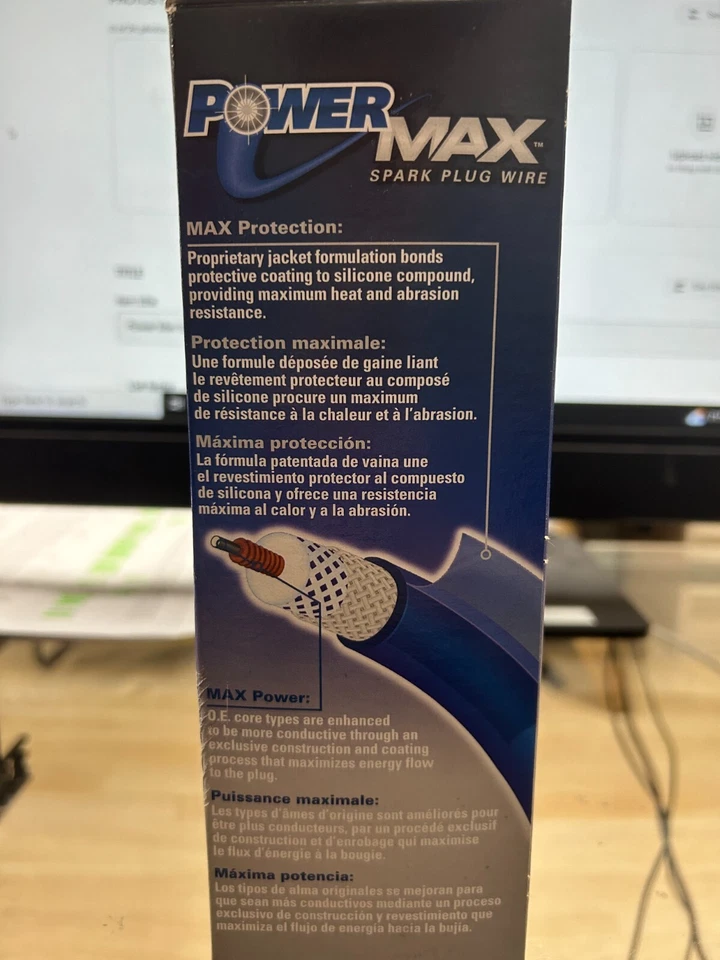 POWER
MAX™
SPARK PLUG WIRE
MAX Protection:
Proprietary jacket formulation bonds
protective coating to silicone compound,
providing maximum heat and abrasion
resistance.
Protection maximale:
Une formule déposée de gaine liant
le revêtement protecteur au composé
de silicone procure un maximum
de résistance à la chaleur et à l'abrasion.
Máxima protección:
La fórmula patentada de vaina une
el revestimiento protector al compuesto
de silicona y ofrece una resistencia
máxima al calor y a la abrasión.
MAX Power:
O.E. core types are enhanced
to be more conductive through an
exclusive construction and coating
process that maximizes energy flow
to the plug.
Puissance maximale:
Les types d'âmes d'origine sont améliorés pour
être plus conducteurs, par un procédé exclusif
de construction et d'enrobage qui maximise
le flux d'énergie à la bougie.
Máxima potencia:
Los tipos de alma originales se mejoran para
que sean más conductivos mediante un proceso
exclusivo de construcción y revestimiento que
maximiza el flujo de energía hacia la bujía.